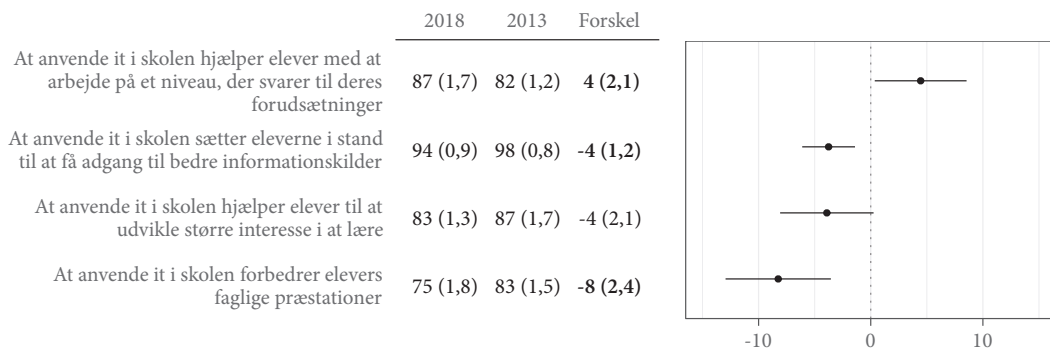 2018 2013 Forskel
At anvende it i skolen hjælper elever med at
arbejde på et niveau, der svarer til deres
forudsætninger
87 (1,7) 82 (1,2) 4 (2,1)
At anvende it i skolen sætter eleverne i stand
til at få adgang til bedre informationskilder
94 (0,9) 98 (0,8) -4 (1,2)
At anvende it i skolen hjælper elever til at
udvikle større interesse i at lære
83 (1,3) 87 (1,7) -4 (2,1)
At anvende it i skolen forbedrer elevers
faglige præstationer
75 (1,8) 83 (1,5) -8 (2,4)
-10 0 10